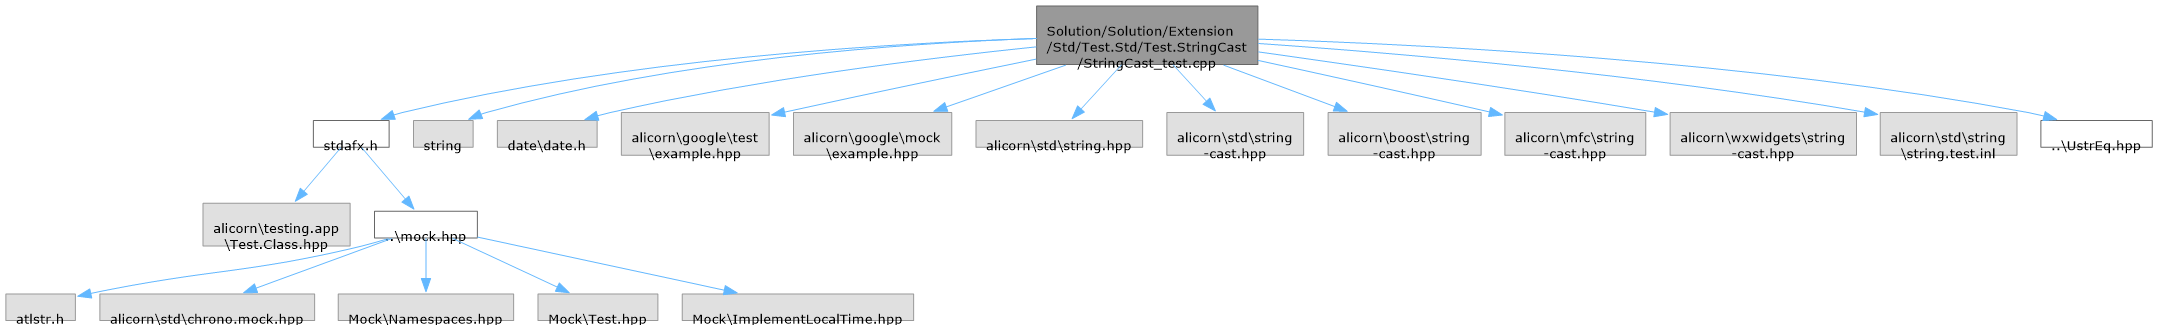 Solution/Solution/Extension
/Std/Test.Std/Test.StringCast
/StringCast_test.cpp
stdafx.h
string
date\date.h
alicorn\google\test
\example.hpp
alicorn\google\mock
\example.hpp
alicorn\std\string.hpp
alicorn\std\string
-cast.hpp
alicorn\boost\string
-cast.hpp
alicorn\mfc\string
-cast.hpp
alicorn\wxwidgets\string
-cast.hpp
alicorn\std\string
\string.test.inl
..\UstrEq.hpp
alicorn\testing.app
\Test.Class.hpp
..\mock.hpp
atlstr.h
alicorn\std\chrono.mock.hpp
Mock\Namespaces.hpp
Mock\Test.hpp
Mock\ImplementLocalTime.hpp